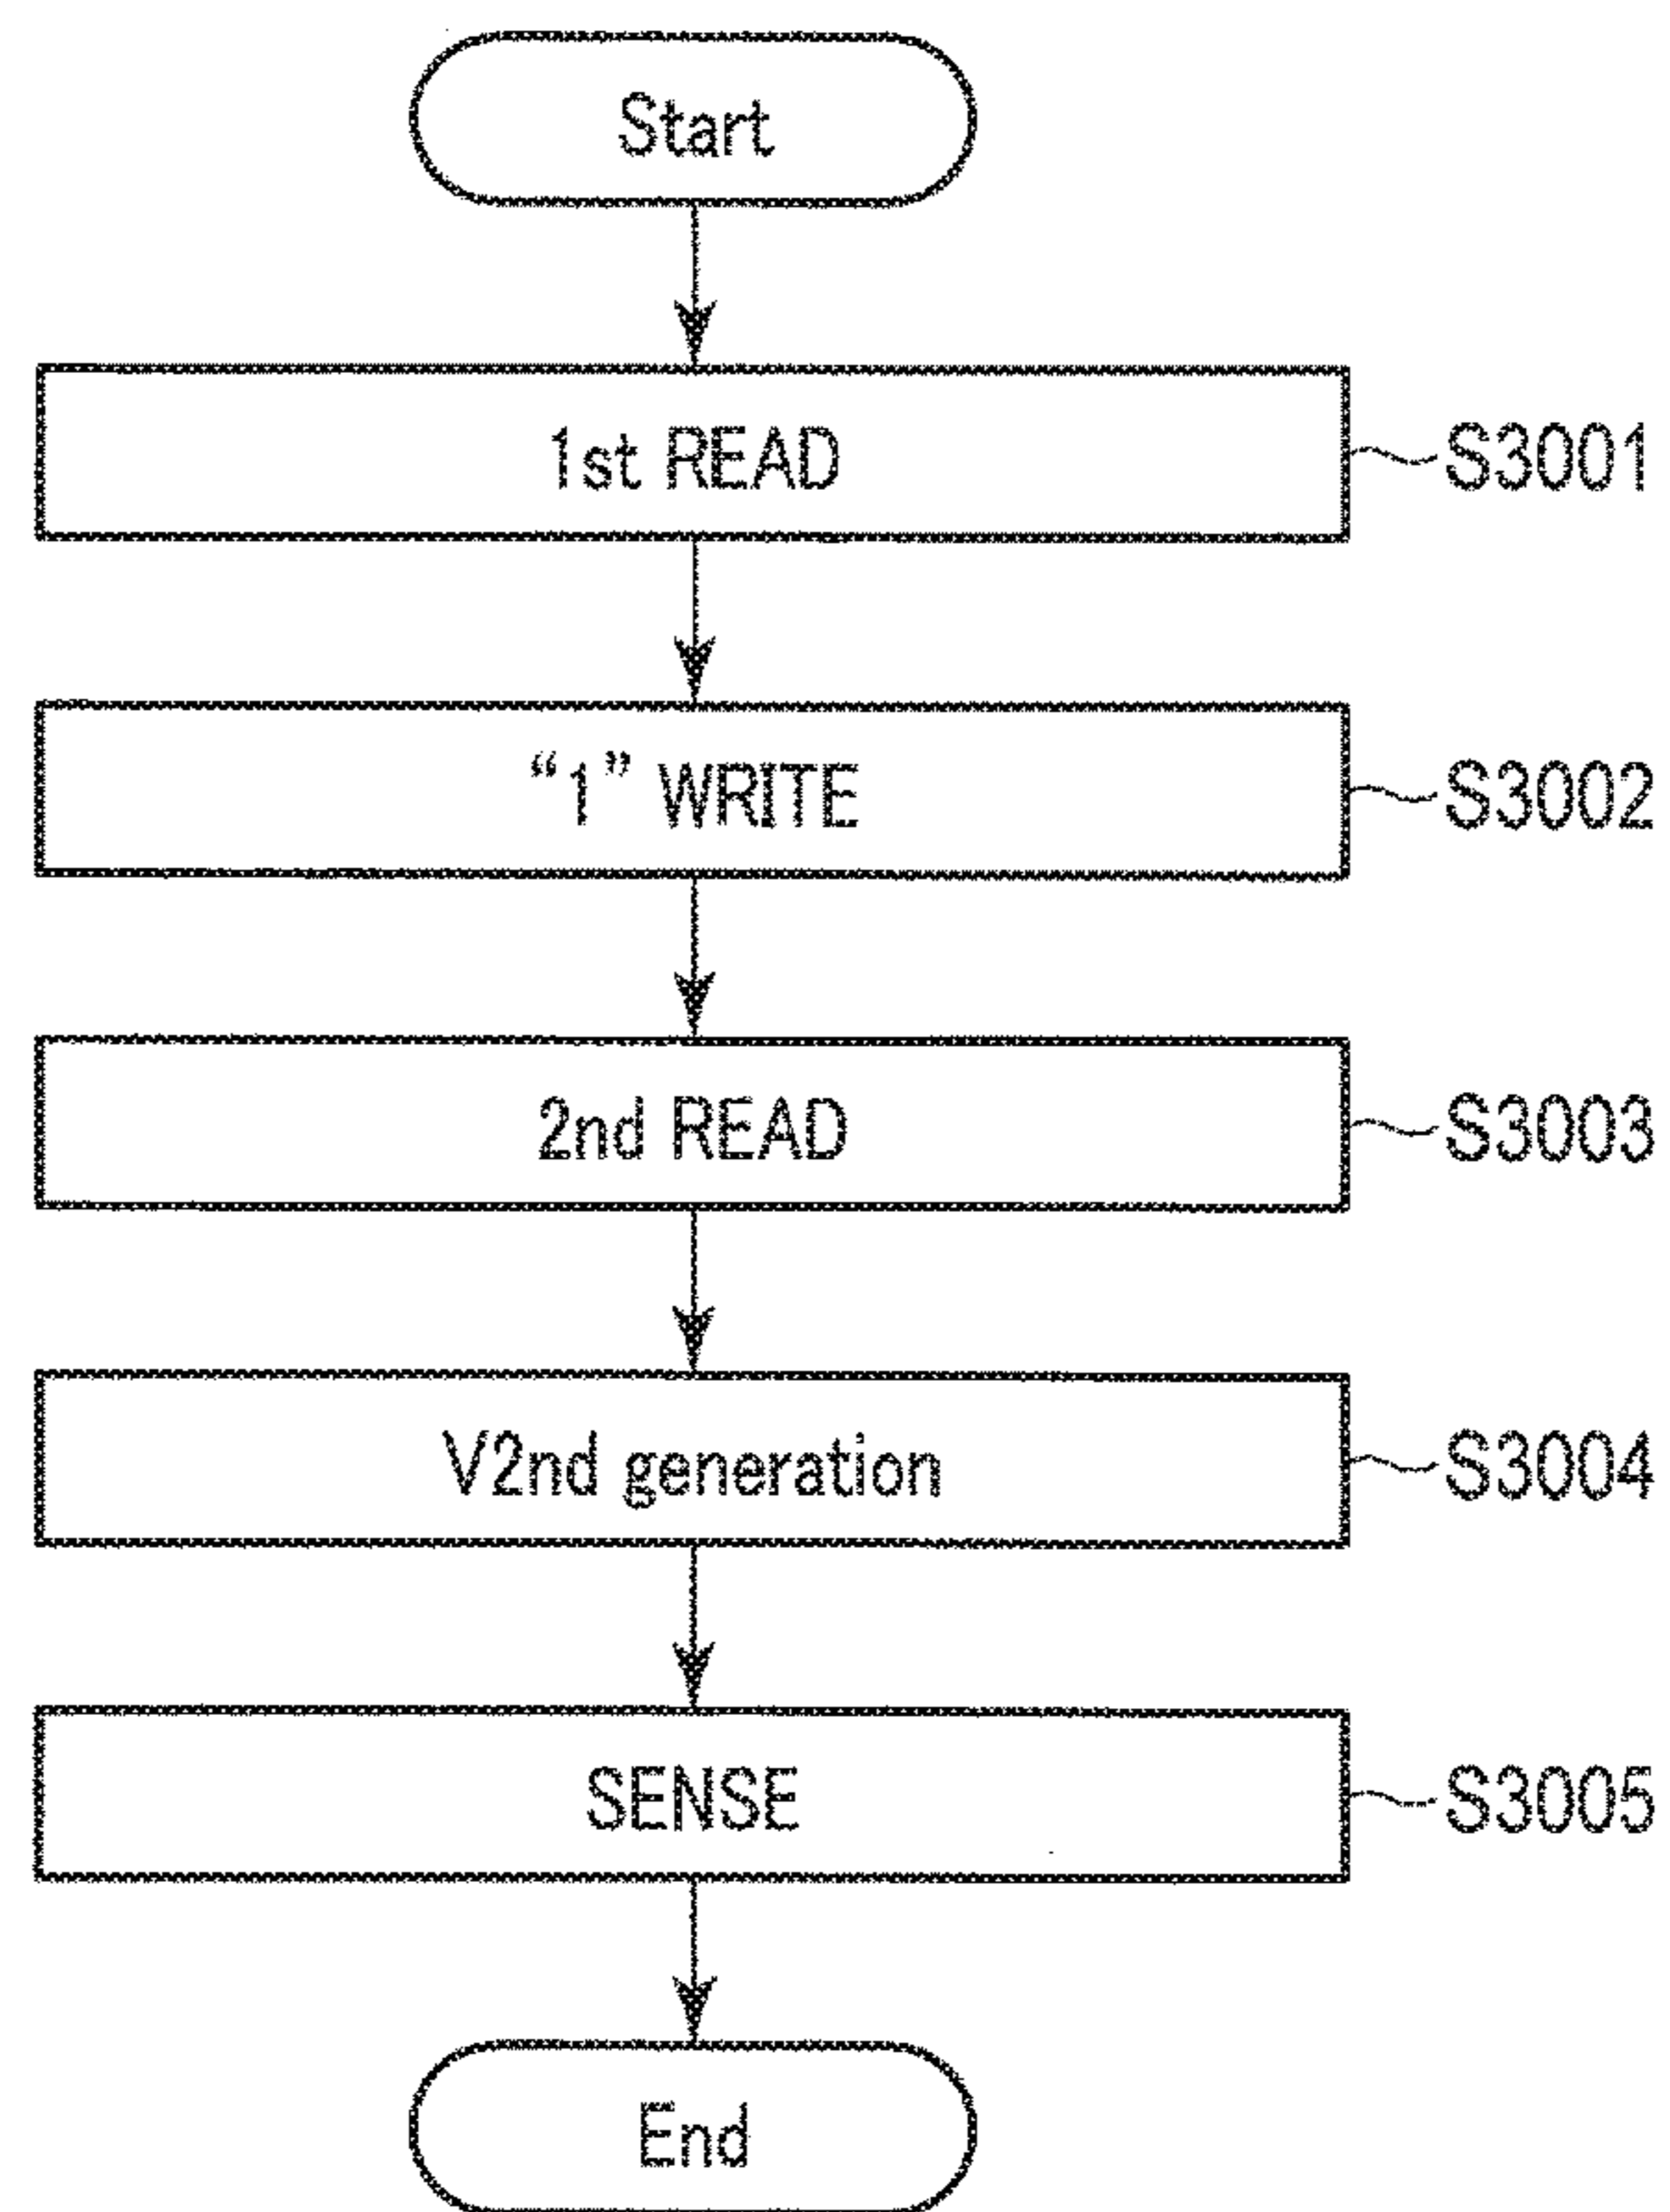 Start
1st READ S3001
“1” WRITE S3002
2nd READ S3003
V2nd generation S3004
SENSE S3005
End